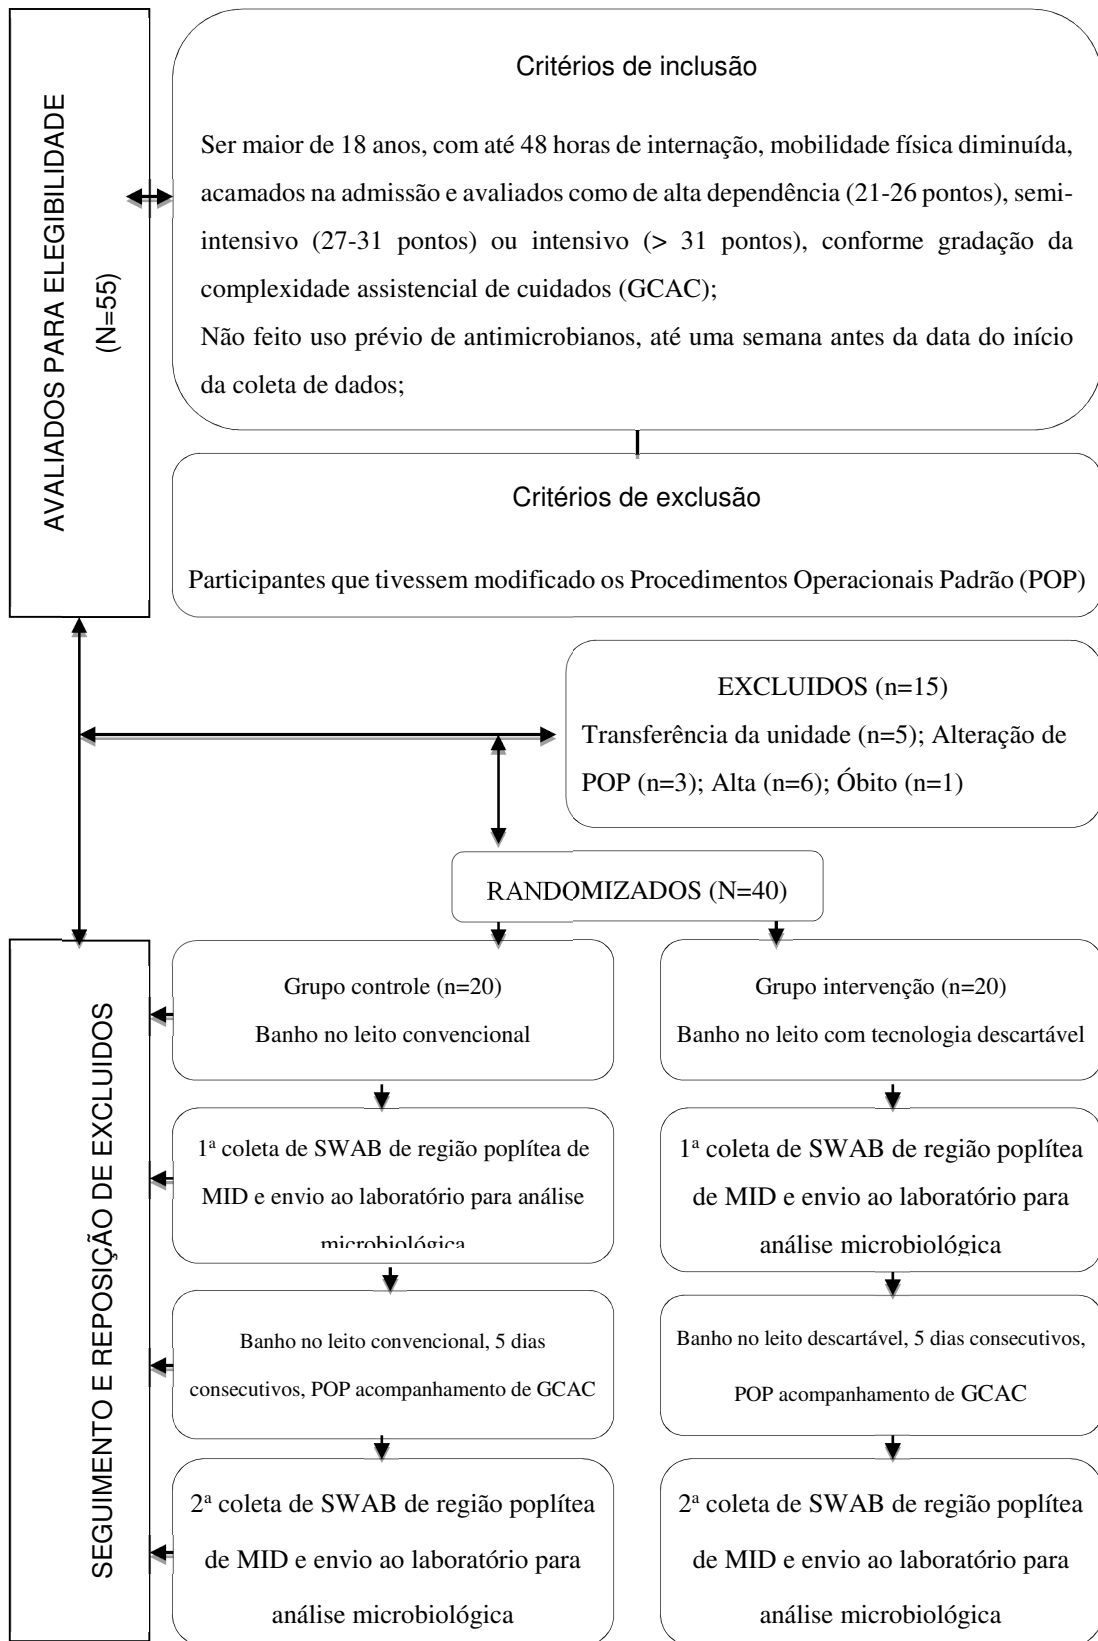 AVALIADOS PARA ELEGIBILIDADE
(N=55)
Critérios de inclusão
Ser maior de 18 anos, com até 48 horas de internação, mobilidade física diminuída,
acamados na admissão e avaliados como de alta dependência (21-26 pontos), semi-
intensivo (27-31 pontos) ou intensivo (> 31 pontos), conforme gradação da
complexidade assistencial de cuidados (GCAC);
Não feito uso prévio de antimicrobianos, até uma semana antes da data do início
da coleta de dados;
Critérios de exclusão
Participantes que tivessem modificado os Procedimentos Operacionais Padrão (POP)
EXCLUIDOS (n=15)
Transferência da unidade (n=5); Alteração de
POP (n=3); Alta (n=6); Óbito (n=1)
RANDOMIZADOS (N=40)
SEGUIMENTO E REPOSIÇÃO DE EXCLUIDOS
Grupo controle (n=20)
Banho no leito convencional
1ª coleta de SWAB de região poplítea de
MID e envio ao laboratório para análise
microbiológica
Banho no leito convencional, 5 dias
consecutivos, POP acompanhamento de GCAC
2ª coleta de SWAB de região poplítea
de MID e envio ao laboratório para
análise microbiológica
Grupo intervenção (n=20)
Banho no leito com tecnologia descartável
1ª coleta de SWAB de região poplítea
de MID e envio ao laboratório para
análise microbiológica
Banho no leito descartável, 5 dias consecutivos,
POP acompanhamento de GCAC
2ª coleta de SWAB de região poplítea
de MID e envio ao laboratório para
análise microbiológica